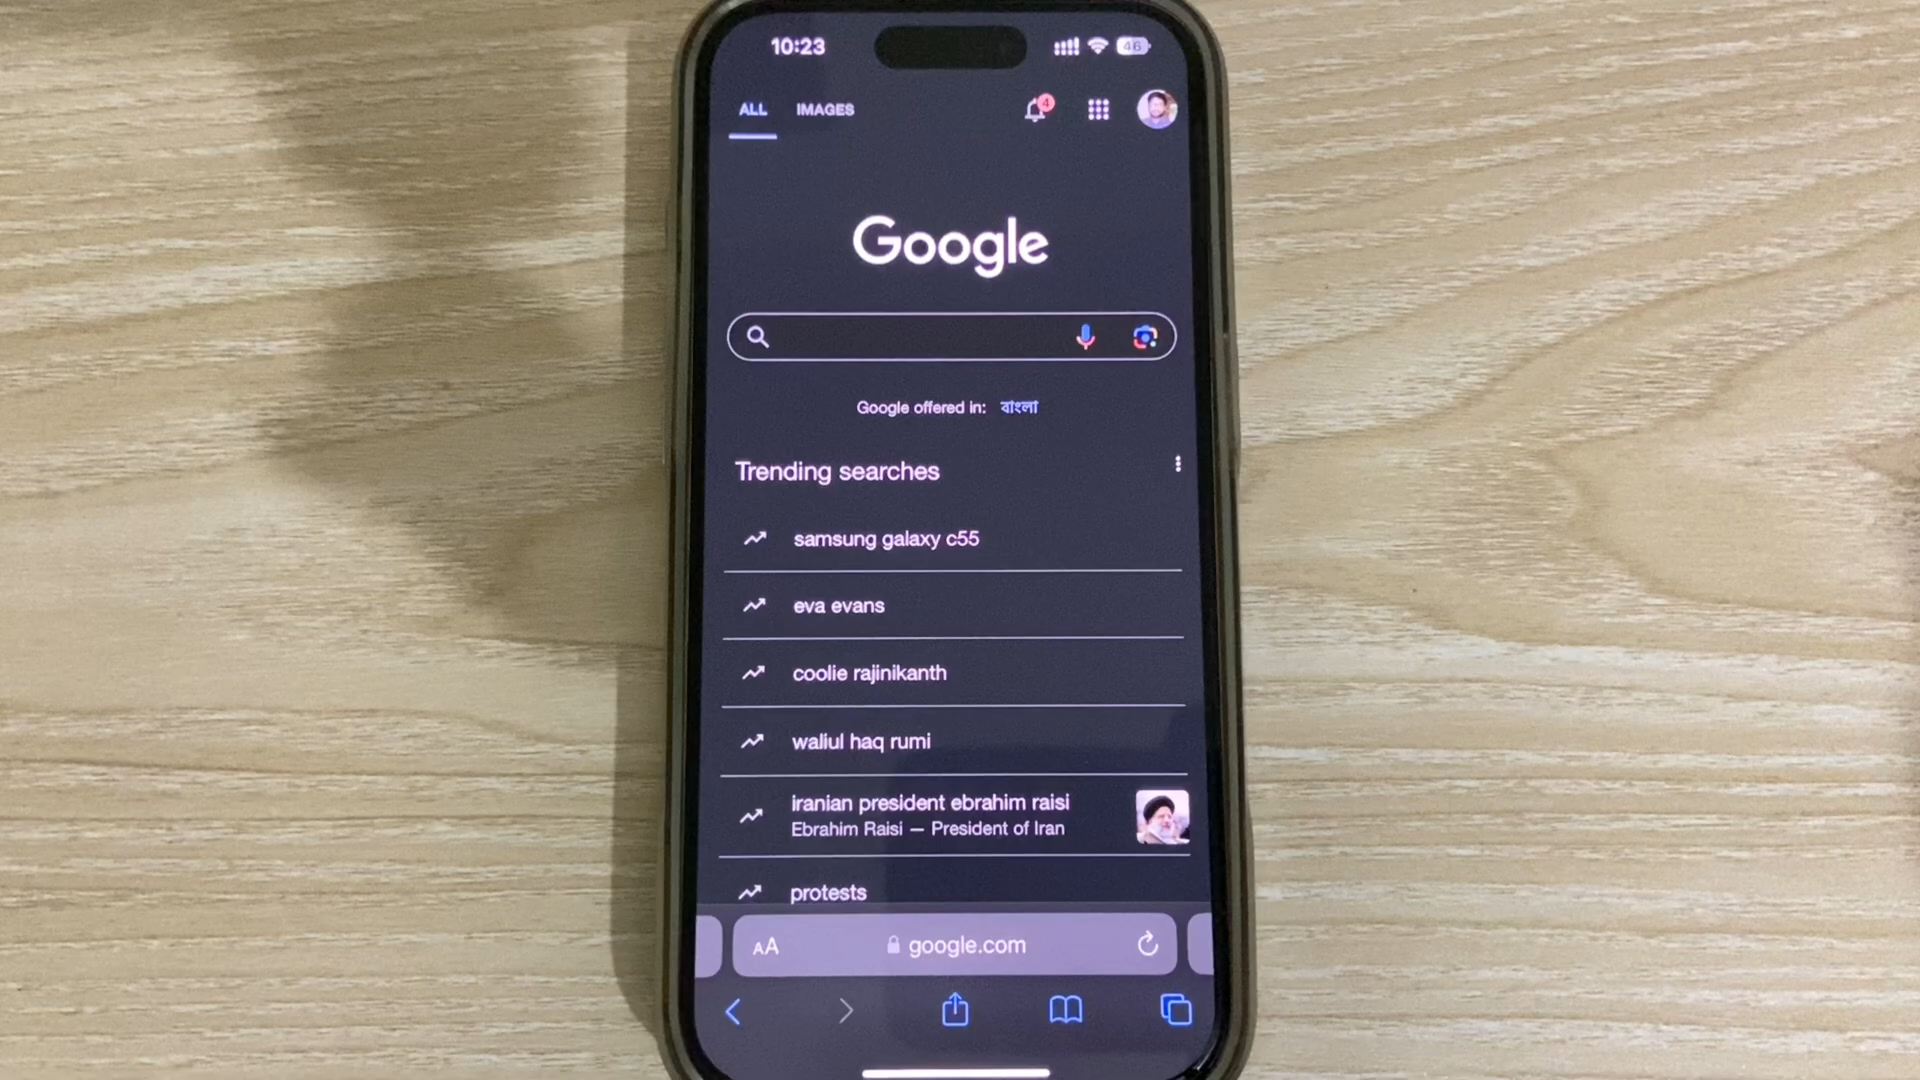 10:23
46
ALL IMAGES
4
Google
Google offered in: বাংলা
Trending searches
samsung galaxy c55
eva evans
coolie rajinikanth
waliul haq rumi
iranian president ebrahim raisi
Ebrahim Raisi — President of Iran
protests
AA google.com